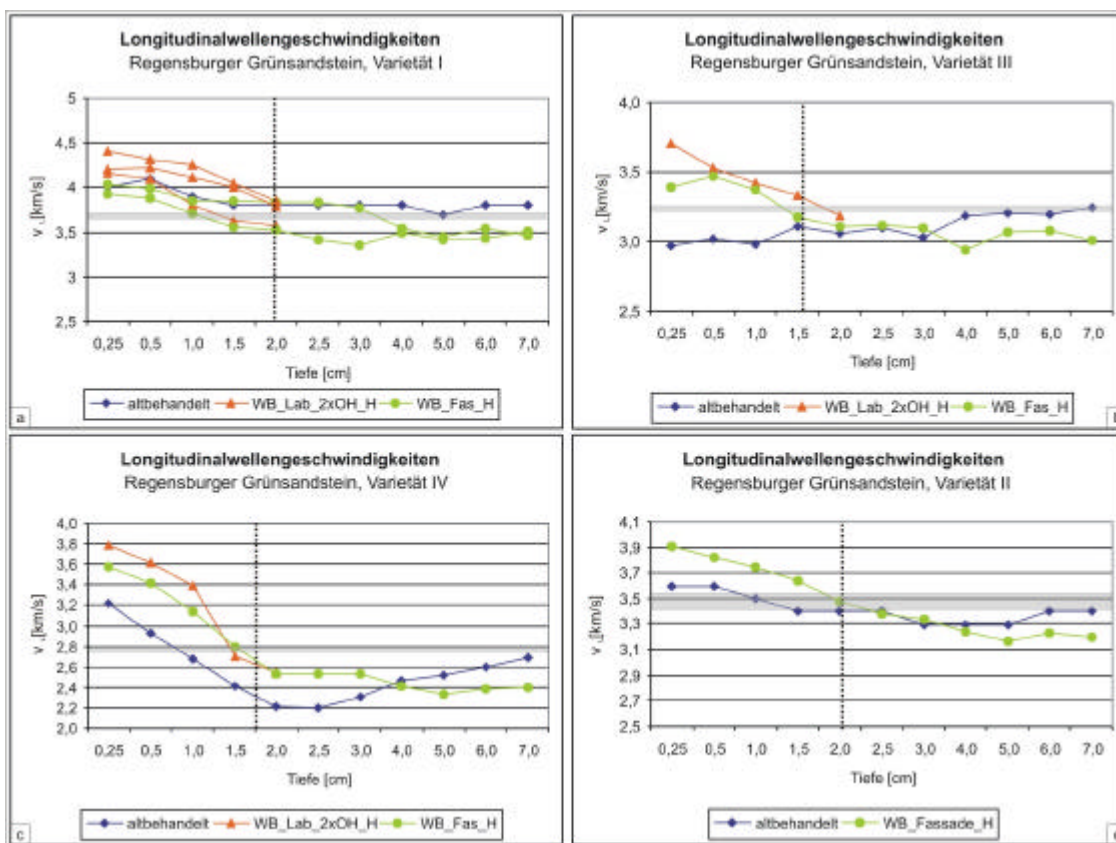 Longitudinalwellengeschwindigkeiten
Regensburger Grünsandstein, Varietät I
5
4,5
4
3,5
3
2,5
v L[km/s]
0,25 0,5 1,0 1,5 2,0 2,5 3,0 4,0 5,0 6,0 7,0
Tiefe [cm]
altbehandelt WB_Lab_2xOH_H WB_Fas_H
a
Longitudinalwellengeschwindigkeiten
Regensburger Grünsandstein, Varietät III
4,0
3,5
3,0
2,5
v L[km/s]
0,25 0,5 1,0 1,5 2,0 2,5 3,0 4,0 5,0 6,0 7,0
Tiefe [cm]
altbehandelt WB_Lab_2xOH_H WB_Fas_H
Longitudinalwellengeschwindigkeiten
Regensburger Grünsandstein, Varietät IV
4,0
3,8
3,6
3,4
3,2
3,0
2,8
2,6
2,4
2,2
2,0
v L[km/s]
0,25 0,5 1,0 1,5 2,0 2,5 3,0 4,0 5,0 6,0 7,0
Tiefe [cm]
altbehandelt WB_Lab_2xOH_H WB_Fas_H
c
Longitudinalwellengeschwindigkeiten
Regensburger Grünsandstein, Varietät II
4,1
3,9
3,7
3,5
3,3
3,1
2,9
2,7
2,5
v L[km/s]
0,25 0,5 1,0 1,5 2,0 2,5 3,0 4,0 5,0 6,0 7,0
Tiefe [cm]
altbehandelt WB_Fassade_H